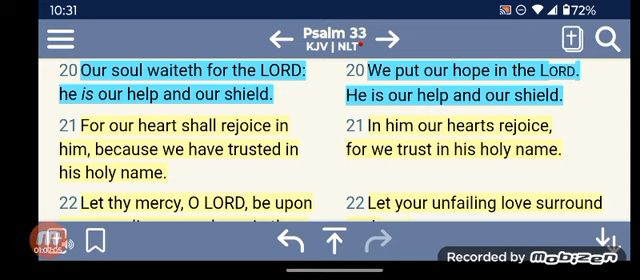 10:31
72%
Psalm 33
KJV | NLT
20 Our soul waiteth for the LORD:
he is our help and our shield.
21 For our heart shall rejoice in
him, because we have trusted in
his holy name.
22 Let thy mercy, O LORD, be upon
20 We put our hope in the LORD.
He is our help and our shield.
21 In him our hearts rejoice,
for we trust in his holy name.
22 Let your unfailing love surround
Recorded by Mobizen